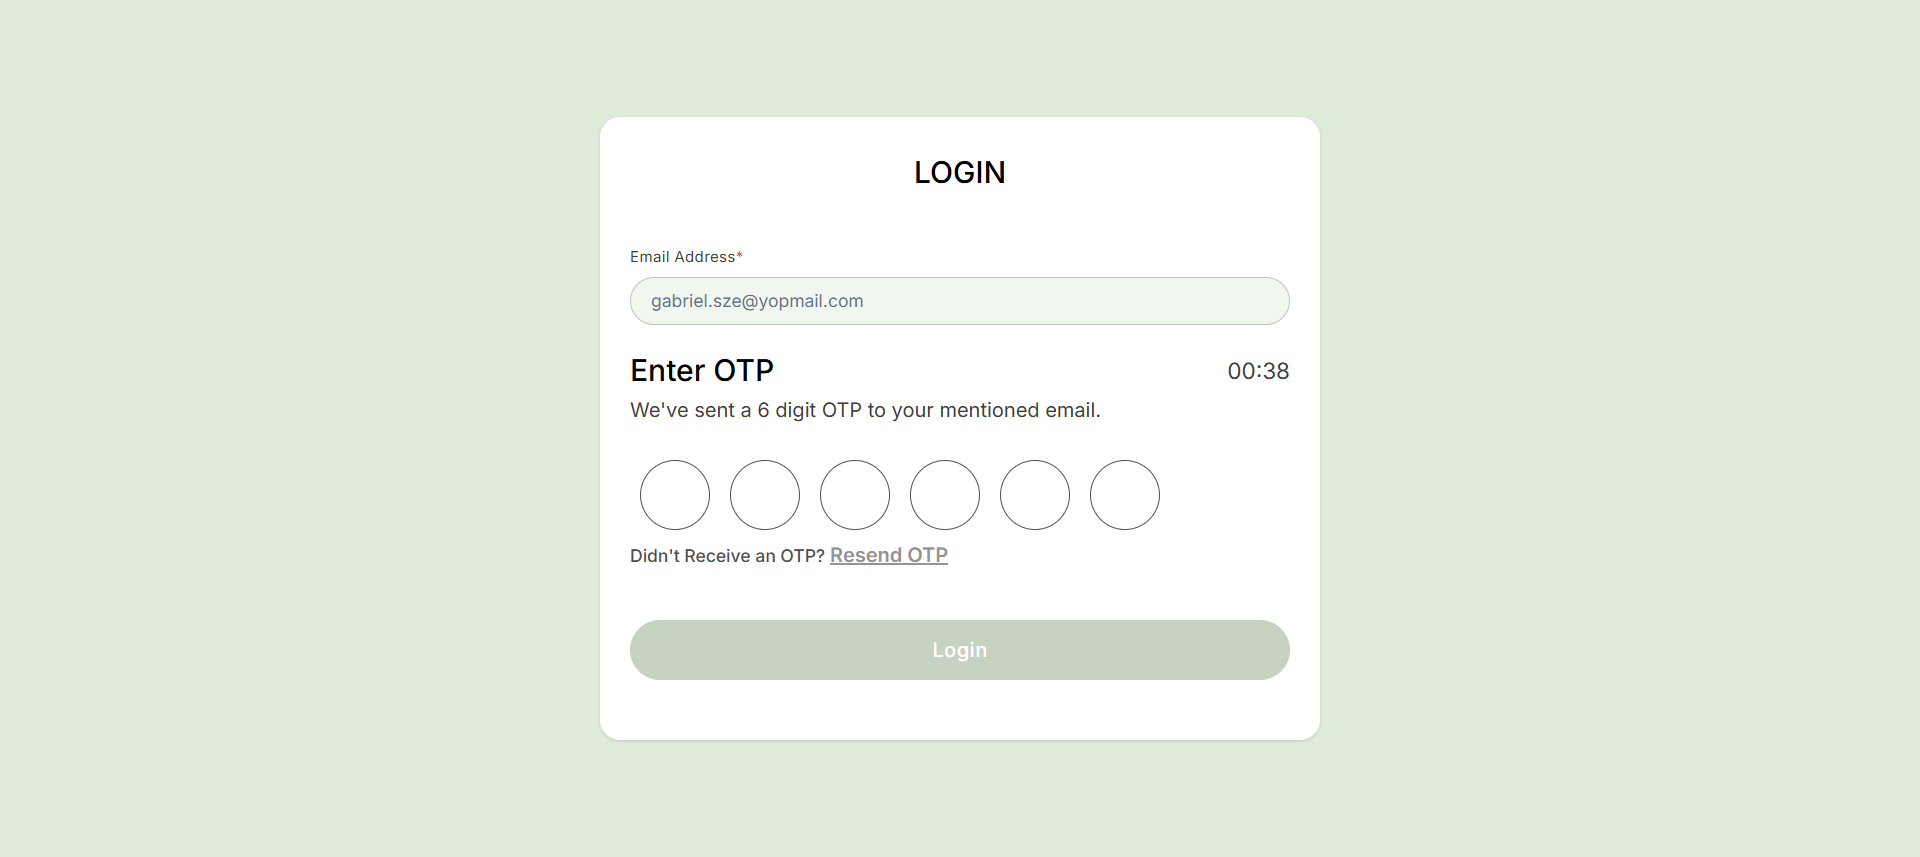 LOGIN
Email Address*
gabriel.sze@yopmail.com
Enter OTP 00:38
We've sent a 6 digit OTP to your mentioned email.
Didn't Receive an OTP? Resend OTP
Login